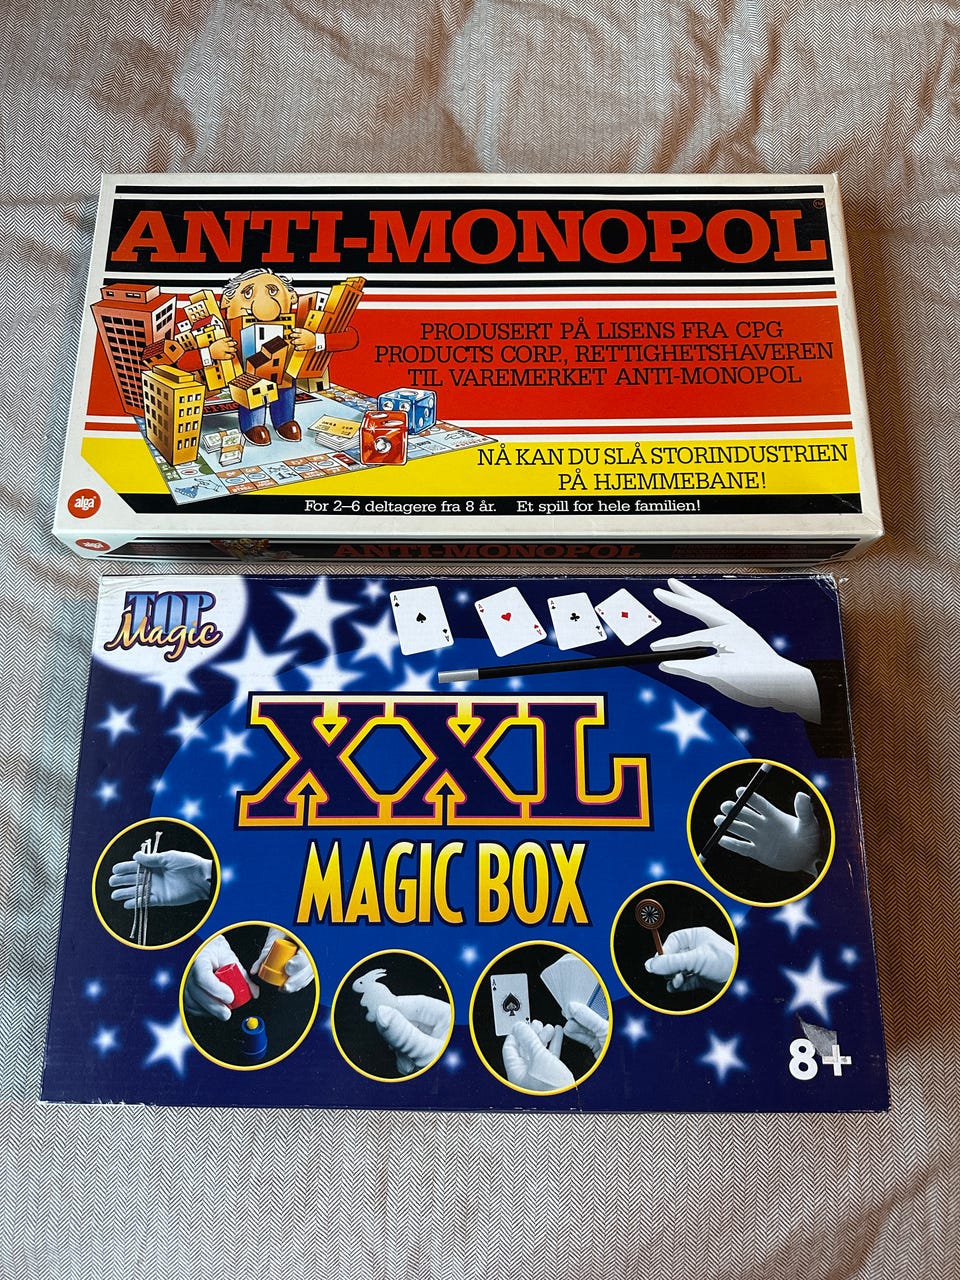 ANTI-MONOPOL
TM
PRODUSERT PÅ LISENS FRA CPG
PRODUCTS CORP., RETTIGHETSHAVEREN
TIL VAREMERKET ANTI-MONOPOL
NÅ KAN DU SLÅ STORINDUSTRIEN
PÅ HJEMMEBANE!
For 2–6 deltagere fra 8 år. Et spill for hele familien!
alga
alga
ANTI-MONOPOL
TOP
Magic
A
A
A
A
A
A
XXL
MAGIC BOX
A
8+